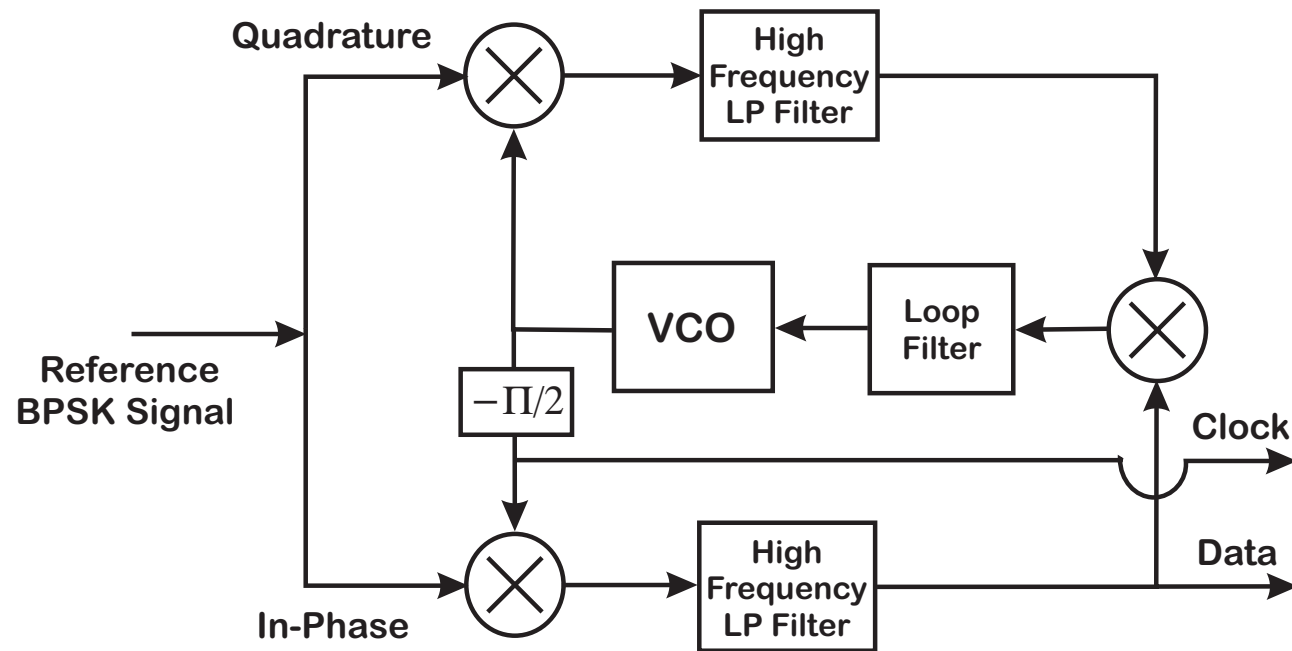 Quadrature
High
Frequency
LP Filter
VCO
Loop
Filter
Reference
BPSK Signal
−Π/2
Clock
High
Frequency
LP Filter
Data
In-Phase